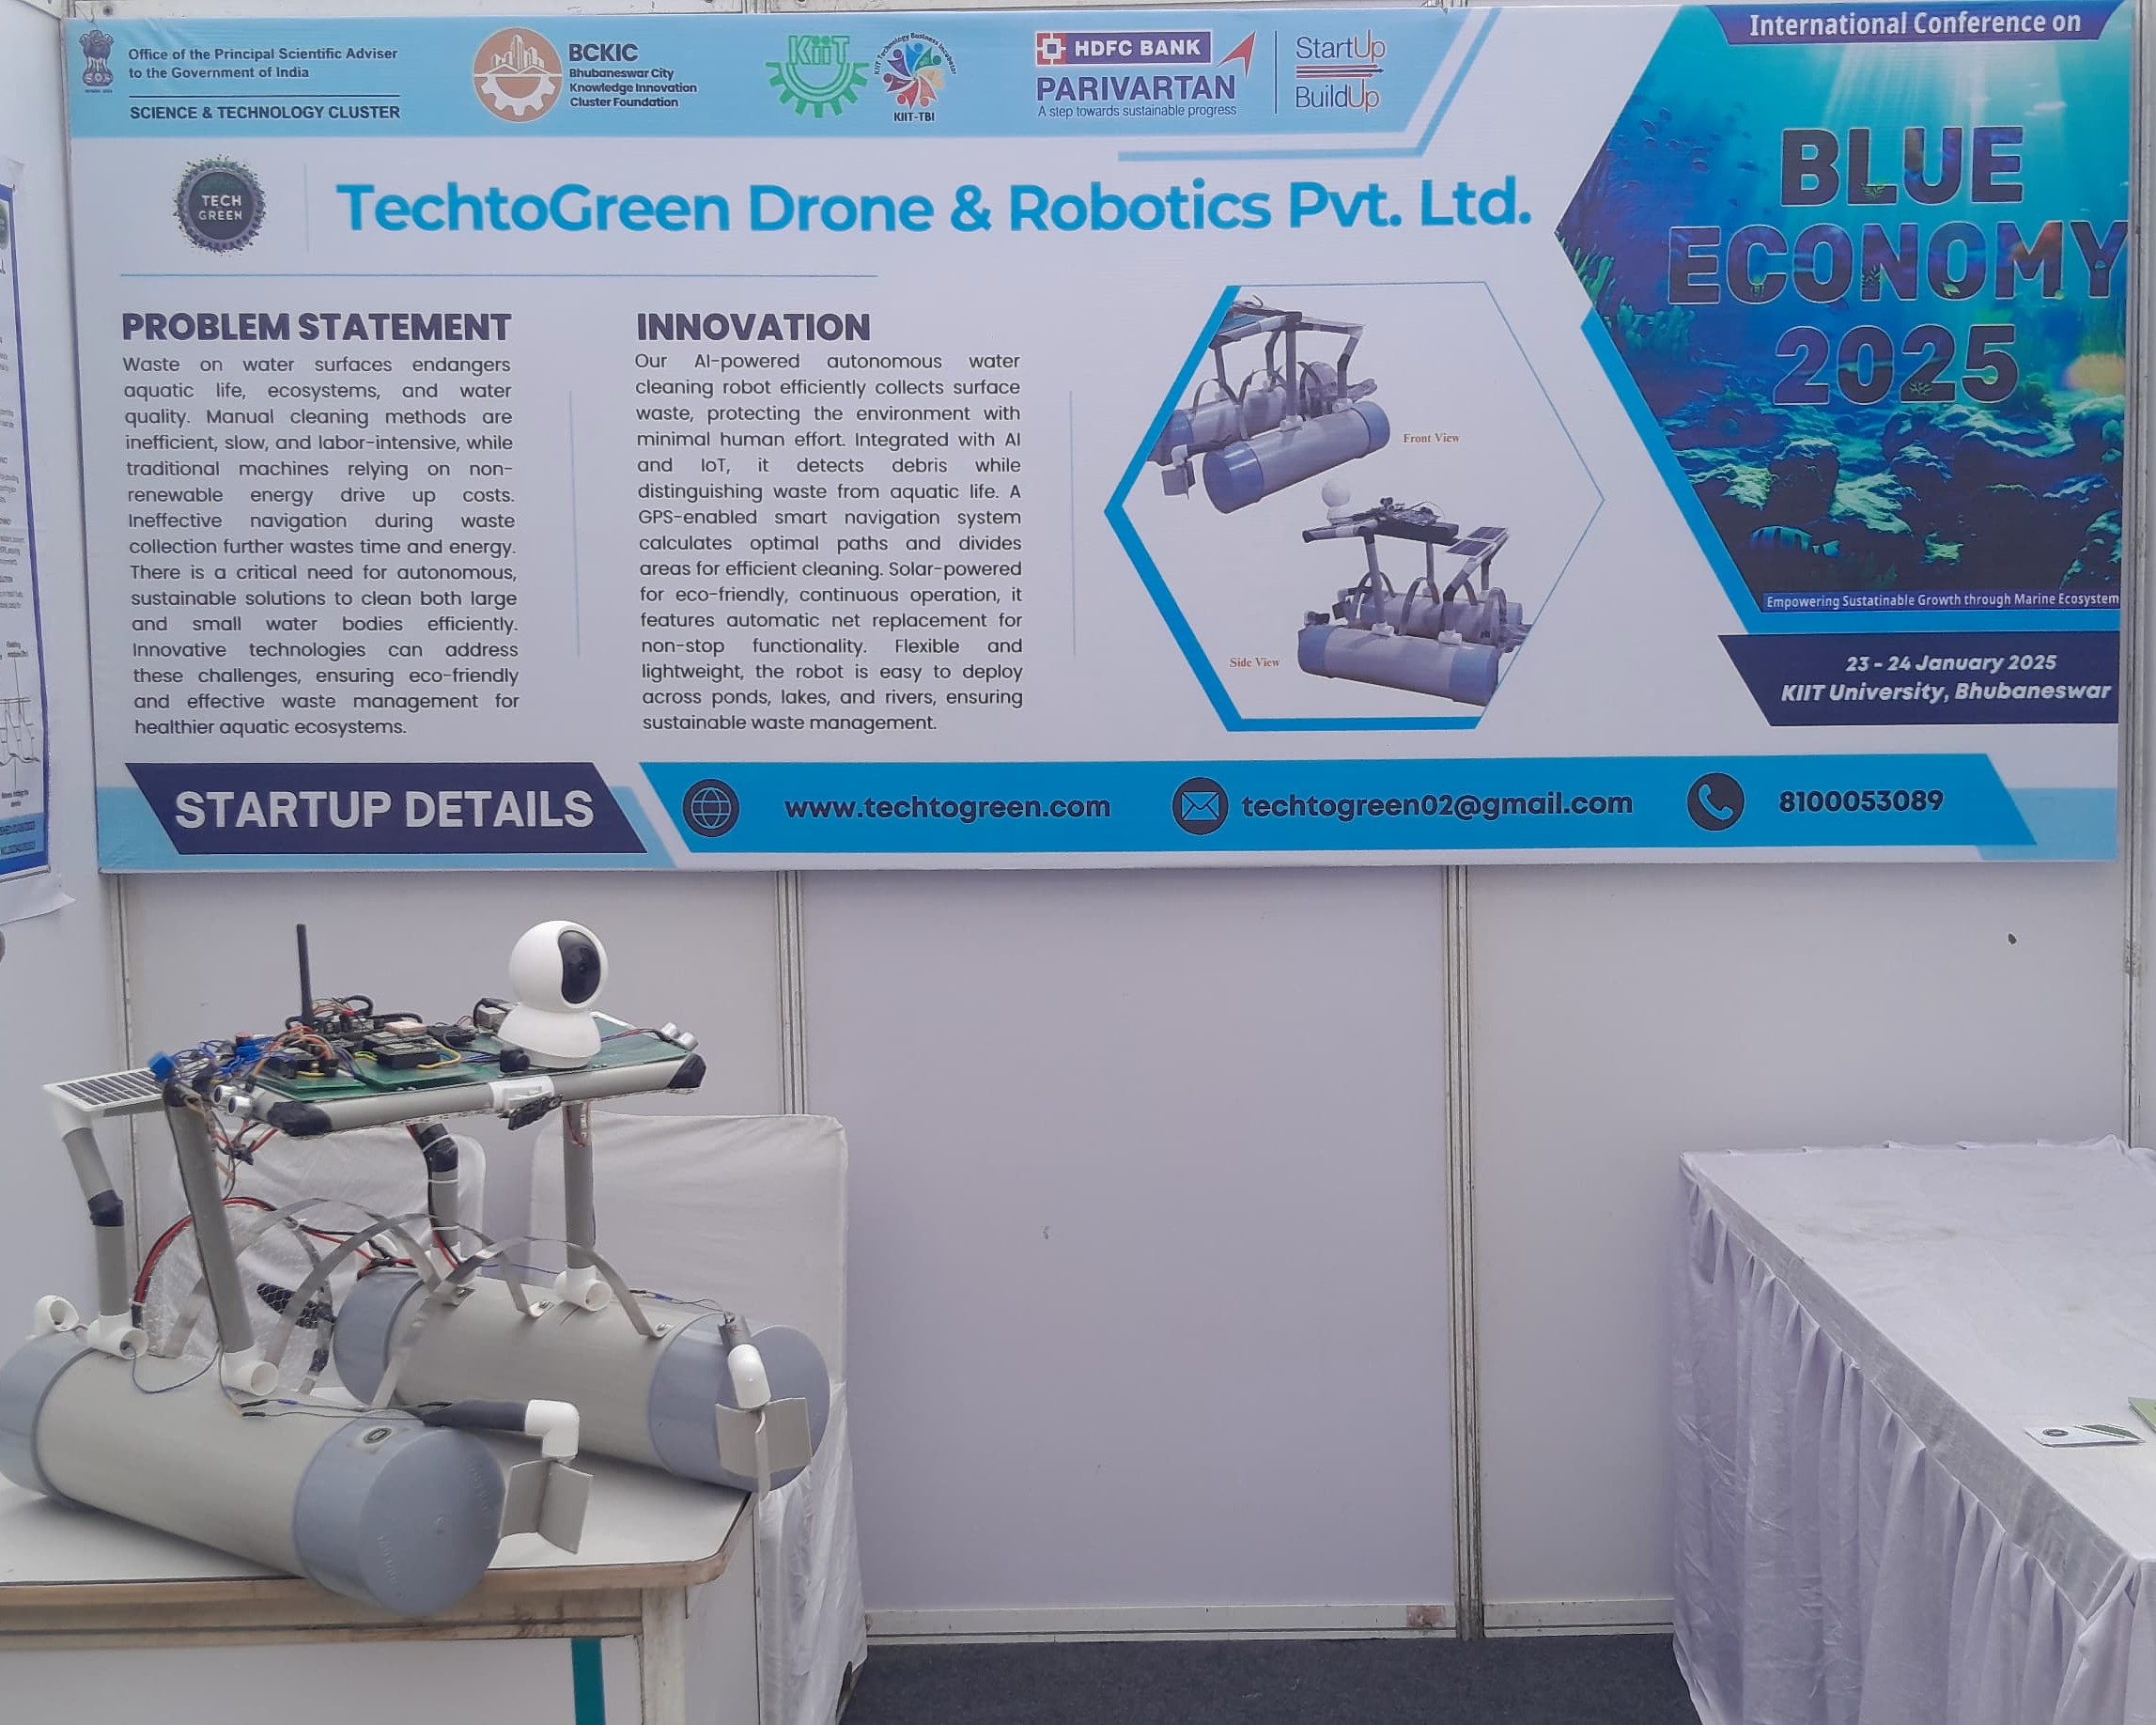 Office of the Principal Scientific Adviser
to the Government of India
SCIENCE & TECHNOLOGY CLUSTER
BCKIC
Bhubaneswar City
Knowledge Innovation
Cluster Foundation
KiiT
KIIT Technology Business Incubator
KIIT-TBI
HDFC BANK
PARIVARTAN
A step towards sustainable progress
StartUp
BuildUp
International Conference on
BLUE
ECONOMY
2025
Empowering Sustainable Growth through Marine Ecosystem
23 - 24 January 2025
KIIT University, Bhubaneswar
TECH
GREEN
TechtoGreen Drone & Robotics Pvt. Ltd.
PROBLEM STATEMENT
Waste on water surfaces endangers
aquatic life, ecosystems, and water
quality. Manual cleaning methods are
inefficient, slow, and labor-intensive, while
traditional machines relying on non-
renewable energy drive up costs.
Ineffective navigation during waste
collection further wastes time and energy.
There is a critical need for autonomous,
sustainable solutions to clean both large
and small water bodies efficiently.
Innovative technologies can address
these challenges, ensuring eco-friendly
and effective waste management for
healthier aquatic ecosystems.
INNOVATION
Our AI-powered autonomous water
cleaning robot efficiently collects surface
waste, protecting the environment with
minimal human effort. Integrated with AI
and IoT, it detects debris while
distinguishing waste from aquatic life. A
GPS-enabled smart navigation system
calculates optimal paths and divides
areas for efficient cleaning. Solar-powered
for eco-friendly, continuous operation, it
features automatic net replacement for
non-stop functionality. Flexible and
lightweight, the robot is easy to deploy
across ponds, lakes, and rivers, ensuring
sustainable waste management.
Front View
Side View
STARTUP DETAILS
www.techtogreen.com
techtogreen02@gmail.com
8100053089